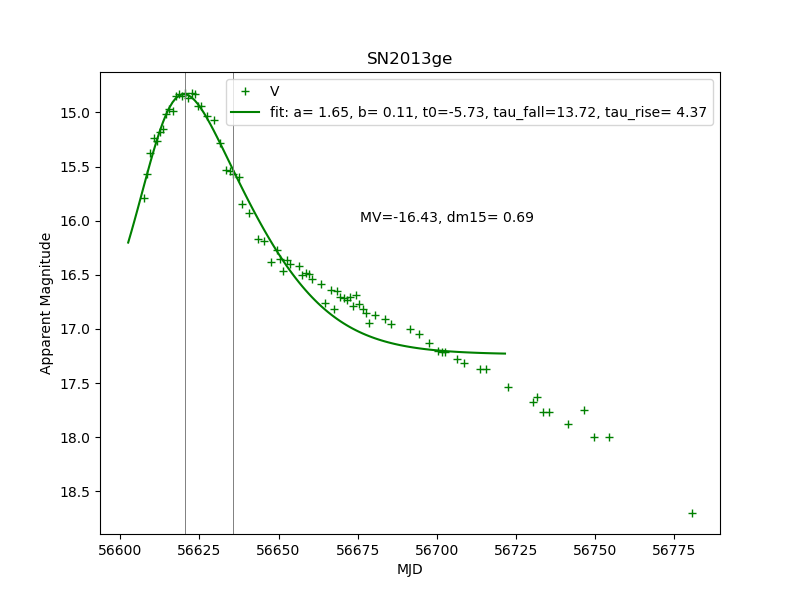 SN2013ge
V
fit: a= 1.65, b= 0.11, t0=-5.73, tau_fall=13.72, tau_rise= 4.37
MV=-16.43, dm15= 0.69
Apparent Magnitude
15.0
15.5
16.0
16.5
17.0
17.5
18.0
18.5
56600 56625 56650 56675 56700 56725 56750 56775
MJD